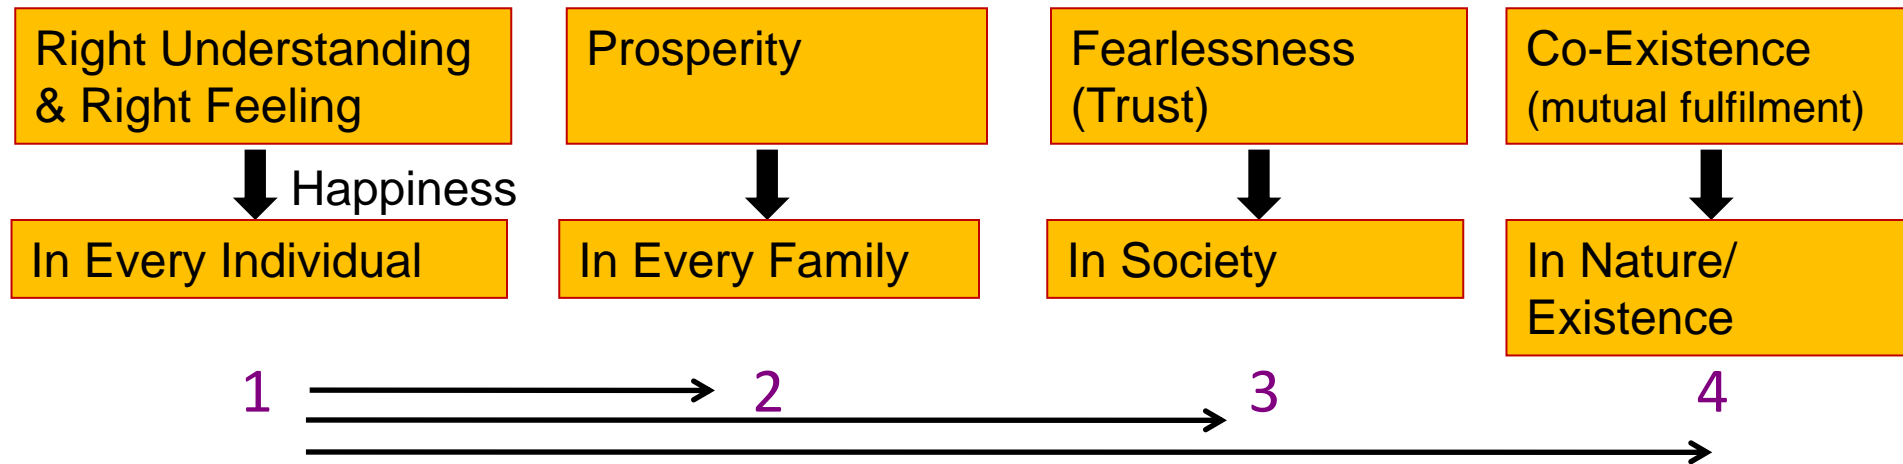 Right Understanding
& Right Feeling
Prosperity
Fearlessness
(Trust)
Co-Existence
(mutual fulfilment)
Happiness
In Every Individual
In Every Family
In Society
In Nature/
Existence
1
2
3
4